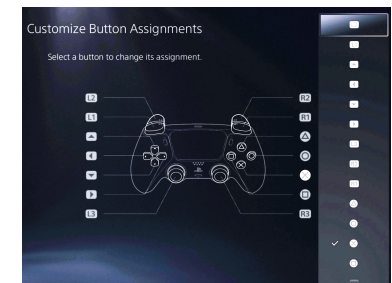 Customize Button Assignments
Select a button to change its assignment.
L2
R2
L1
R1
L3
R3